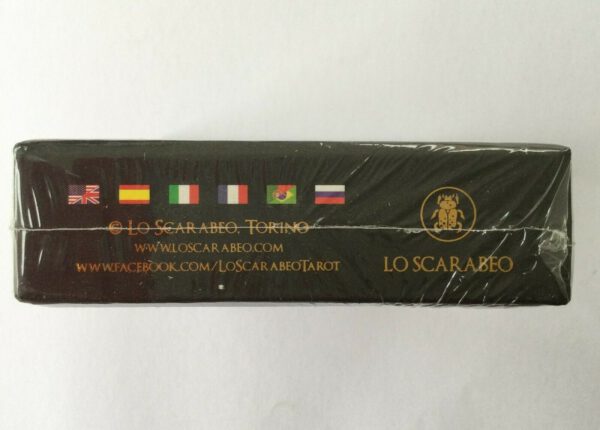 © LO SCARABEO, TORINO
WWW.LOSCARABEO.COM
WWW.FACEBOOK.COM/LOSCARABEOTAROT
LO SCARABEO